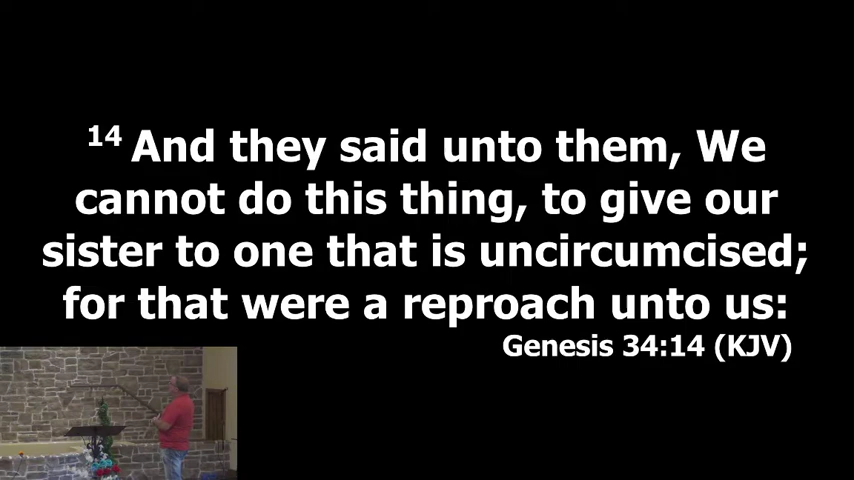 14 And they said unto them, We
cannot do this thing, to give our
sister to one that is uncircumcised;
for that were a reproach unto us:
Genesis 34:14 (KJV)